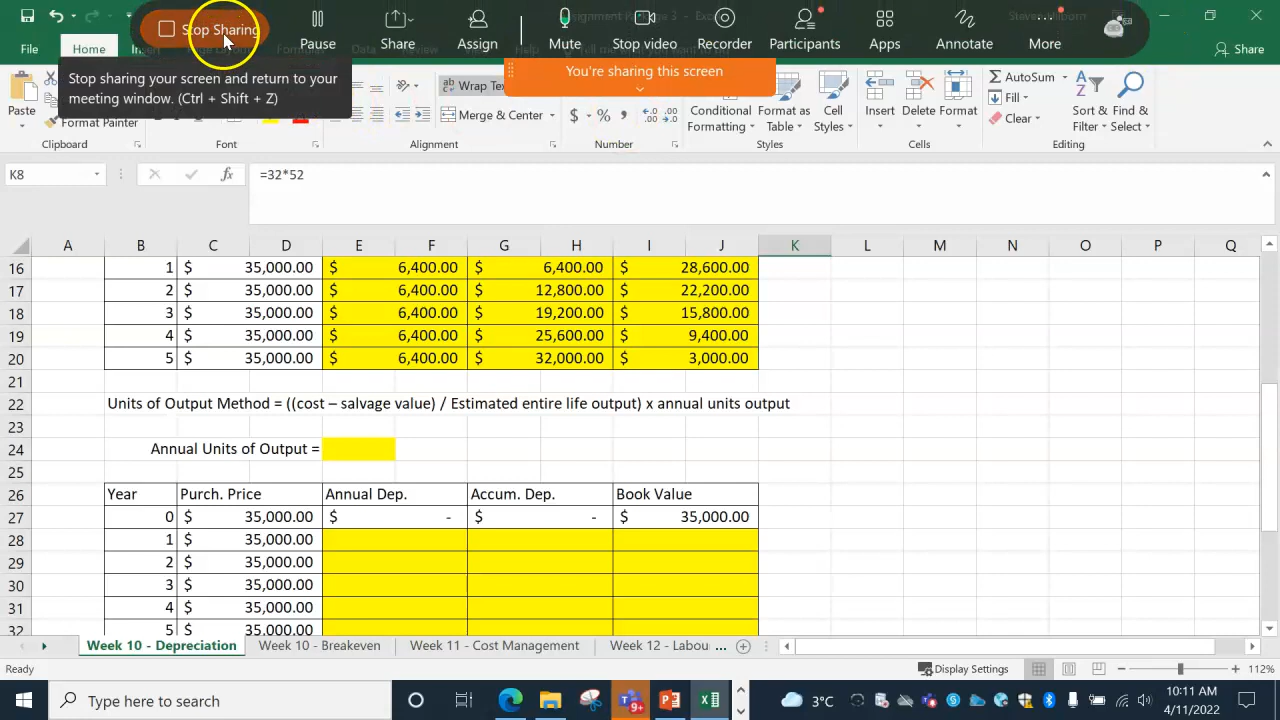 Steven Milborn
Stop Sharing
Pause
Share
Assign
Mute
Stop video
Recorder
Participants
Apps
Annotate
More
You're sharing this screen
Stop sharing your screen and return to your
meeting window. (Ctrl + Shift + Z)
File Home Share
Paste
Format Painter
Wrap Tex
Merge & Center
$ % ,
Conditional
Formatting
Format as
Table
Cell
Styles
Insert
Delete
Format
AutoSum
Fill
Clear
Sort &
Filter
Find &
Select
Clipboard Font Alignment Number Styles Cells Editing
K8 fx =32*52
A B C D E F G H I J K L M N O P Q
16 1 $ 35,000.00 $ 6,400.00 $ 6,400.00 $ 28,600.00
17 2 $ 35,000.00 $ 6,400.00 $ 12,800.00 $ 22,200.00
18 3 $ 35,000.00 $ 6,400.00 $ 19,200.00 $ 15,800.00
19 4 $ 35,000.00 $ 6,400.00 $ 25,600.00 $ 9,400.00
20 5 $ 35,000.00 $ 6,400.00 $ 32,000.00 $ 3,000.00
21
22 Units of Output Method = ((cost – salvage value) / Estimated entire life output) x annual units output
23
24 Annual Units of Output =
25
26 Year Purch. Price Annual Dep. Accum. Dep. Book Value
27 0 $ 35,000.00 $ - $ - $ 35,000.00
28 1 $ 35,000.00
29 2 $ 35,000.00
30 3 $ 35,000.00
31 4 $ 35,000.00
32 5 $ 35,000.00
Week 10 - Depreciation Week 10 - Breakeven Week 11 - Cost Management Week 12 - Labou ...
Ready Display Settings 112%
Type here to search 9+ 3°C
10:11 AM
4/11/2022